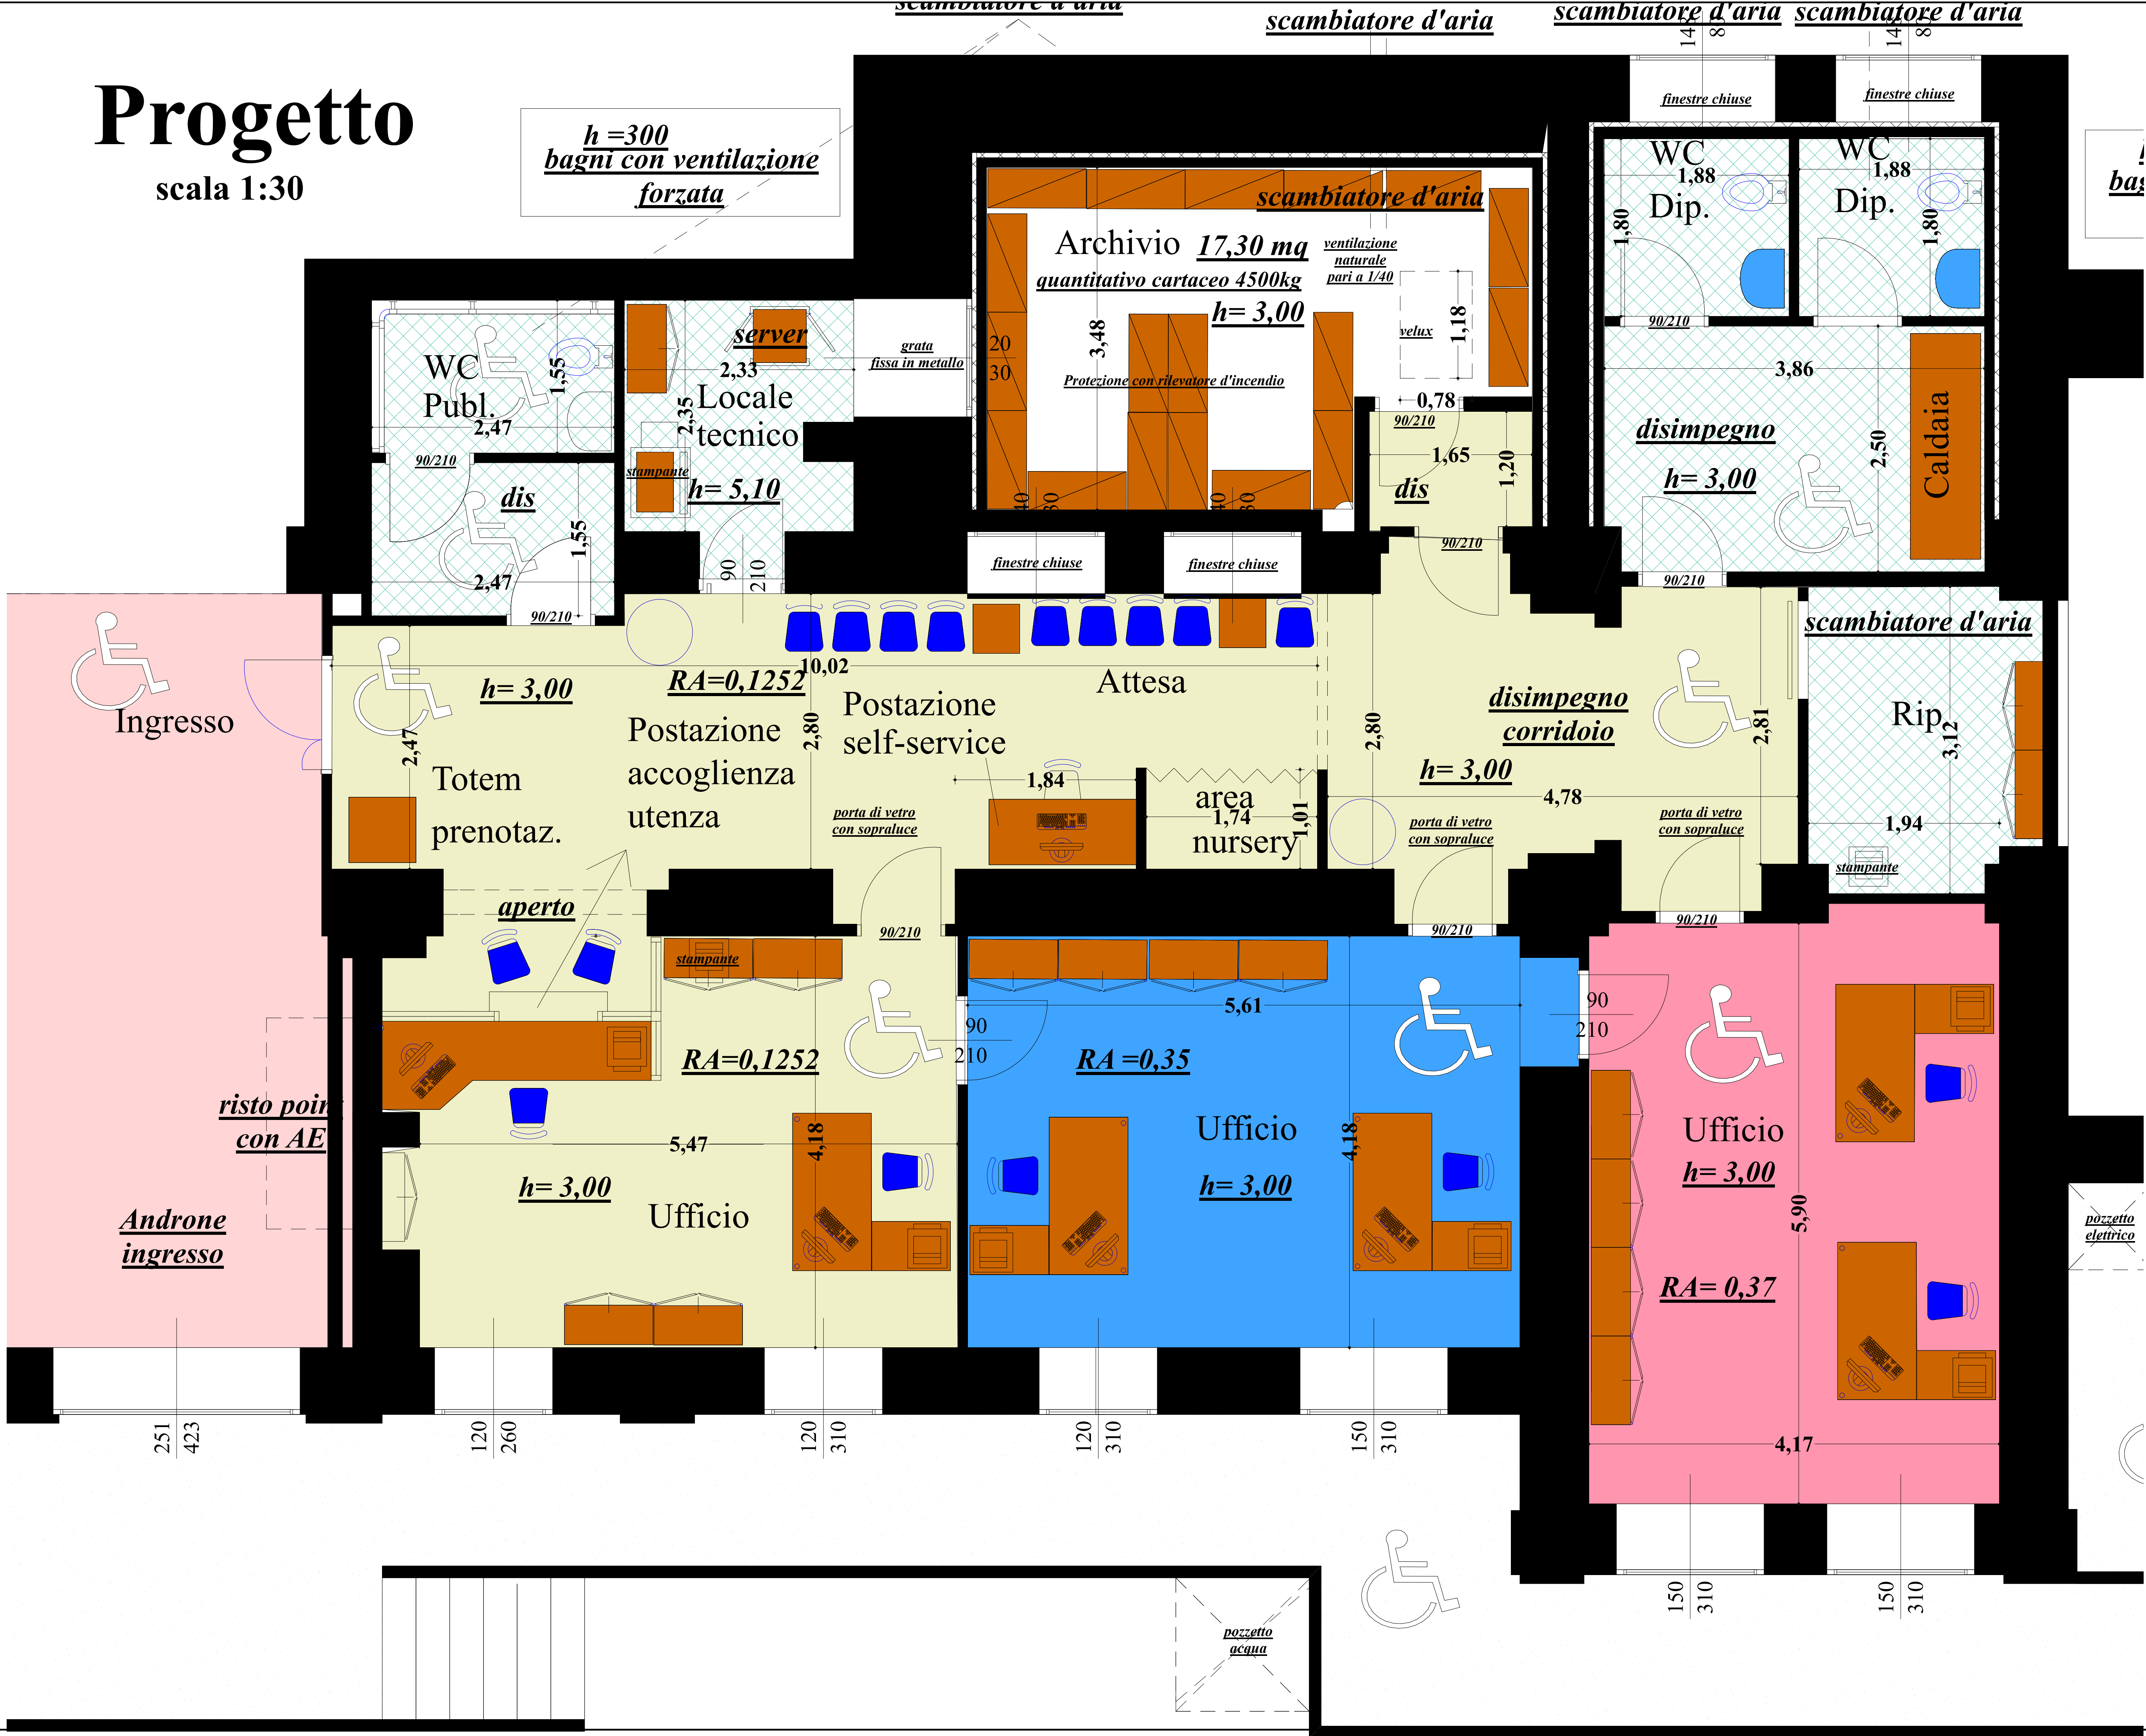 scambiatore d'aria
scambiatore d'aria
scambiatore d'aria
scambiatore d'aria
Progetto
scala 1:30
h =300
bagni con ventilazione
forzata
finestre chiuse
finestre chiuse
WC
1,88
Dip.
1,80
WC
1,88
Dip.
1,80
scambiatore d'aria
Archivio 17,30 mq
quantitativo cartaceo 4500kg
h= 3,00
ventilazione
naturale
pari a 1/40
velux
1,18
3,48
Protezione con rilevatore d'incendio
0,78
90/210
1,65
1,20
dis
90/210
grata
fissa in metallo
20
30
server
2,33
Locale
tecnico
2,35
stampante
h= 5,10
90
210
WC
Publ.
1,55
2,47
90/210
dis
1,55
2,47
90/210
90/210
3,86
disimpegno
h= 3,00
2,50
Caldaia
90/210
40
80
40
80
finestre chiuse
finestre chiuse
scambiatore d'aria
Rip.
3,12
1,94
stampante
Ingresso
h= 3,00
RA=0,1252
10,02
2,47
Totem
prenotaz.
Postazione
accoglienza
utenza
2,80
Postazione
self-service
Attesa
1,84
porta di vetro
con sopraluce
area
1,74
nursery
1,01
2,80
disimpegno
corridoio
h= 3,00
4,78
2,81
porta di vetro
con sopraluce
porta di vetro
con sopraluce
aperto
90/210
90/210
90/210
stampante
RA=0,1252
5,47
4,18
h= 3,00
Ufficio
90
210
5,61
RA =0,35
Ufficio
4,18
h= 3,00
90
210
Ufficio
h= 3,00
5,90
RA= 0,37
4,17
risto point
con AE
Androne
ingresso
pozzetto
elettrico
251
423
120
260
120
310
120
310
150
310
150
310
150
310
pozzetto
acqua